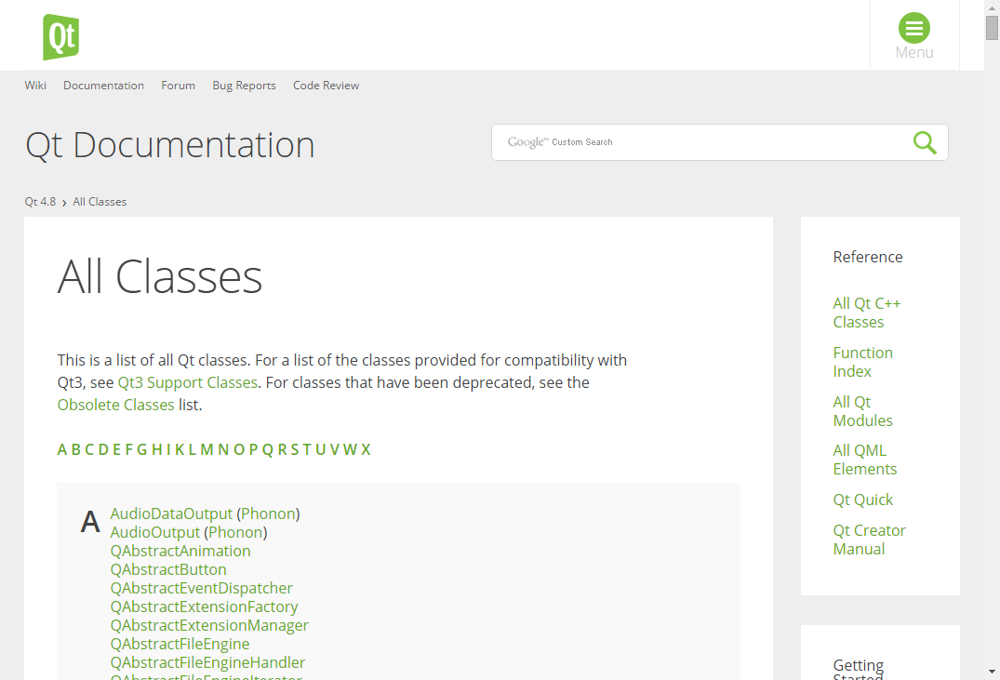 Qt
Menu
Wiki Documentation Forum Bug Reports Code Review
Qt Documentation
Google™ Custom Search
Qt 4.8 › All Classes
All Classes
This is a list of all Qt classes. For a list of the classes provided for compatibility with
Qt3, see Qt3 Support Classes. For classes that have been deprecated, see the
Obsolete Classes list.
A B C D E F G H I K L M N O P Q R S T U V W X
A
AudioDataOutput (Phonon)
AudioOutput (Phonon)
QAbstractAnimation
QAbstractButton
QAbstractEventDispatcher
QAbstractExtensionFactory
QAbstractExtensionManager
QAbstractFileEngine
QAbstractFileEngineHandler
QAbstractFileEngineIterator
Reference
All Qt C++
Classes
Function
Index
All Qt
Modules
All QML
Elements
Qt Quick
Qt Creator
Manual
Getting
Started